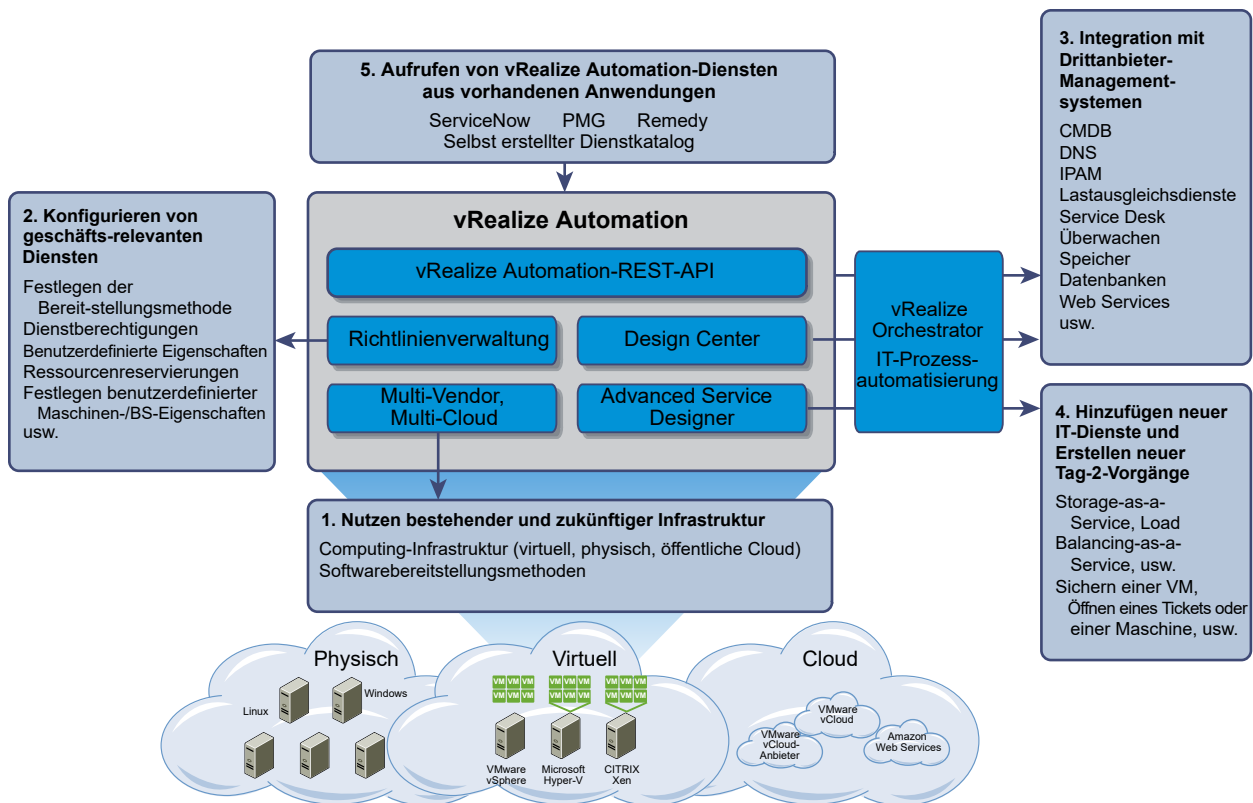 5. Aufrufen von vRealize Automation-Diensten
aus vorhandenen Anwendungen
ServiceNow PMG Remedy
Selbst erstellter Dienstkatalog
3. Integration mit
Drittanbieter-
Management-
systemen
CMDB
DNS
IPAM
Lastausgleichsdienste
Service Desk
Überwachen
Speicher
Datenbanken
Web Services
usw.
2. Konfigurieren von
geschäfts-relevanten
Diensten
Festlegen der
Bereit-stellungsmethode
Dienstberechtigungen
Benutzerdefinierte Eigenschaften
Ressourcenreservierungen
Festlegen benutzerdefinierter
Maschinen-/BS-Eigenschaften
usw.
vRealize Automation
vRealize Automation-REST-API
Richtlinienverwaltung
Design Center
Multi-Vendor,
Multi-Cloud
Advanced Service
Designer
vRealize
Orchestrator
IT-Prozess-
automatisierung
4. Hinzufügen neuer
IT-Dienste und
Erstellen neuer
Tag-2-Vorgänge
Storage-as-a-
Service, Load
Balancing-as-a-
Service, usw.
Sichern einer VM,
Öffnen eines Tickets oder
einer Maschine, usw.
1. Nutzen bestehender und zukünftiger Infrastruktur
Computing-Infrastruktur (virtuell, physisch, öffentliche Cloud)
Softwarebereitstellungsmethoden
Physisch
Linux
Windows
Virtuell
VM VM VM VM VM VM VM VM VM
VM VM VM VM VM VM VM VM VM
VMware
vSphere
Microsoft
Hyper-V
CITRIX
Xen
Cloud
VMware
vCloud
VMware
vCloud-
Anbieter
Amazon
Web Services